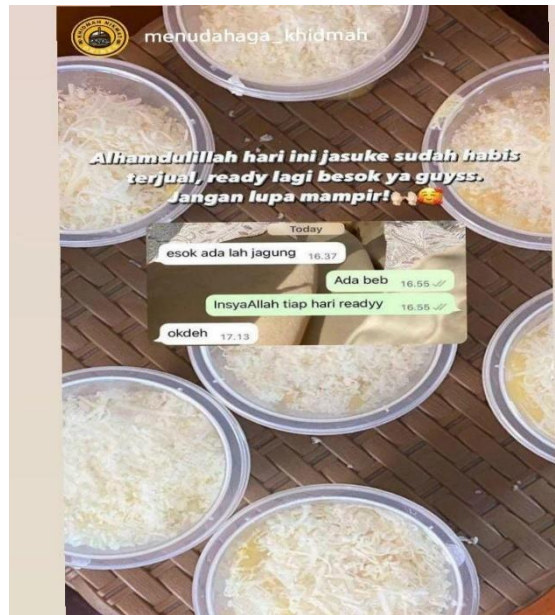 menudahaga_khidmah
Alhamdulillah hari ini jasuke sudah habis
terjual, ready lagi besok ya guyss.
Jangan lupa mampir!🙌🏻🥰
Today
esok ada lah jagung 16.37
Ada beb 16.55
InsyaAllah tiap hari readyy 16.55
okdeh 17.13